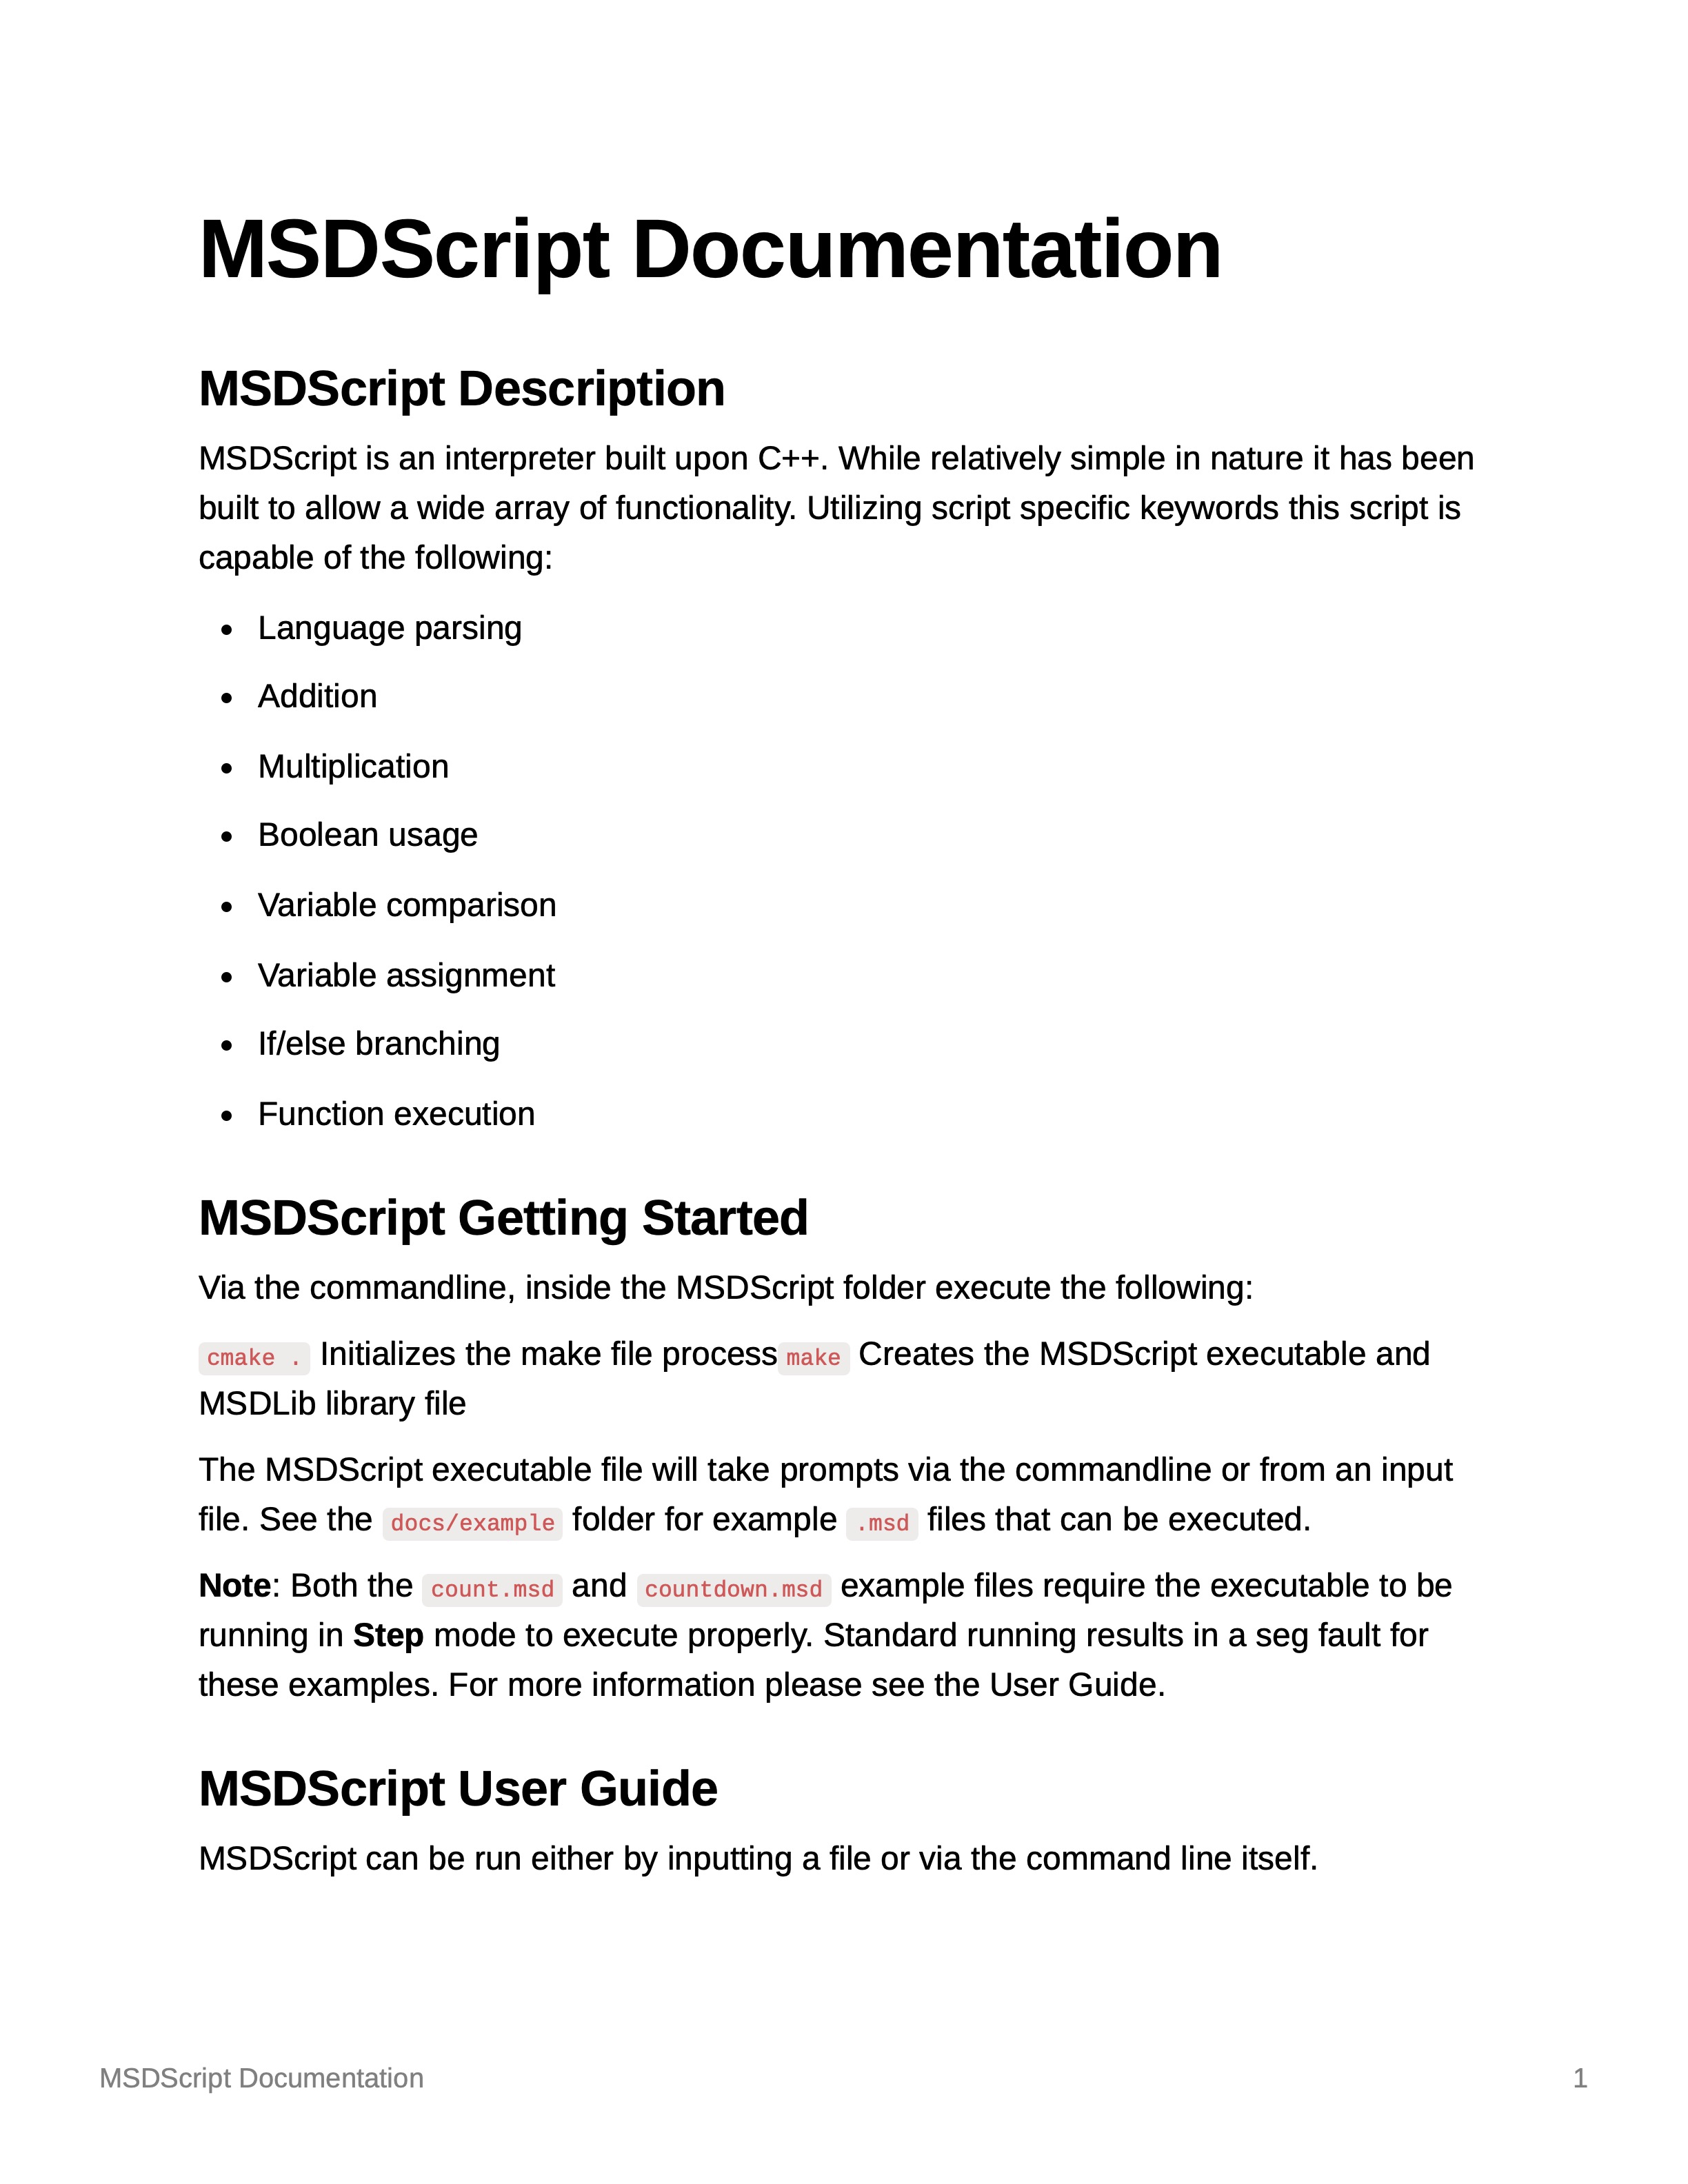 MSDScript Documentation
MSDScript Description
MSDScript is an interpreter built upon C++. While relatively simple in nature it has been
built to allow a wide array of functionality. Utilizing script specific keywords this script is
capable of the following:
• Language parsing
• Addition
• Multiplication
• Boolean usage
• Variable comparison
• Variable assignment
• If/else branching
• Function execution
MSDScript Getting Started
Via the commandline, inside the MSDScript folder execute the following:
cmake . Initializes the make file process make Creates the MSDScript executable and
MSDLib library file
The MSDScript executable file will take prompts via the commandline or from an input
file. See the docs/example folder for example .msd files that can be executed.
Note: Both the count.msd and countdown.msd example files require the executable to be
running in Step mode to execute properly. Standard running results in a seg fault for
these examples. For more information please see the User Guide.
MSDScript User Guide
MSDScript can be run either by inputting a file or via the command line itself.
MSDScript Documentation 1